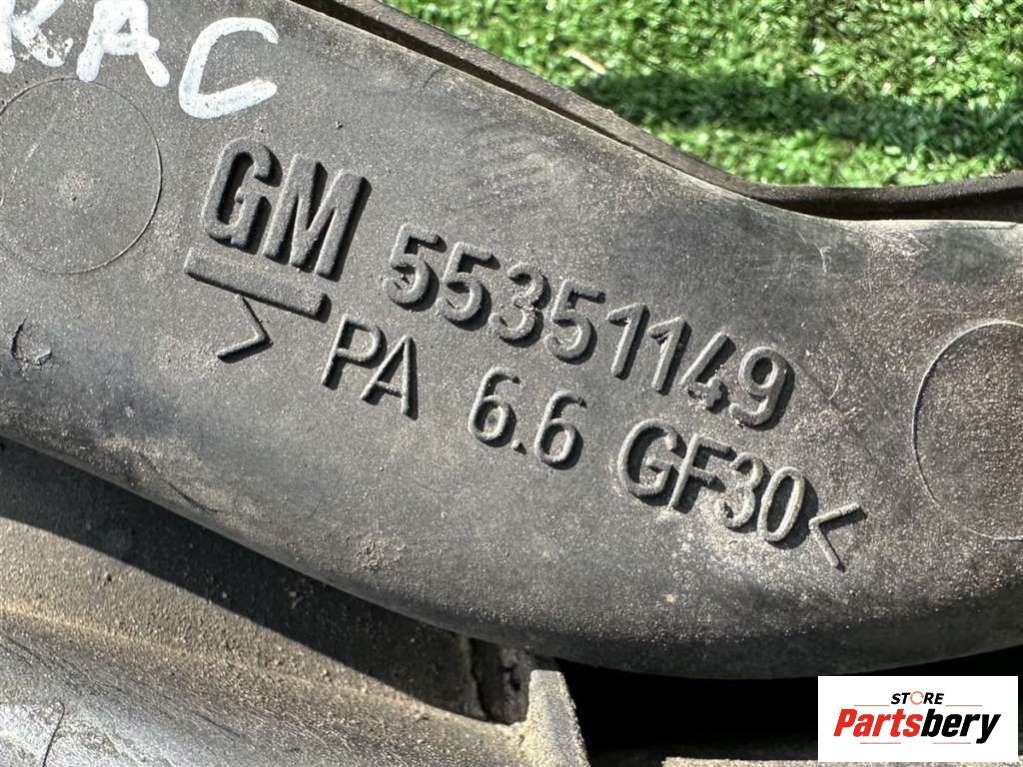 GM 55351149
>PA 6.6 GF30<
STORE
Partsbery